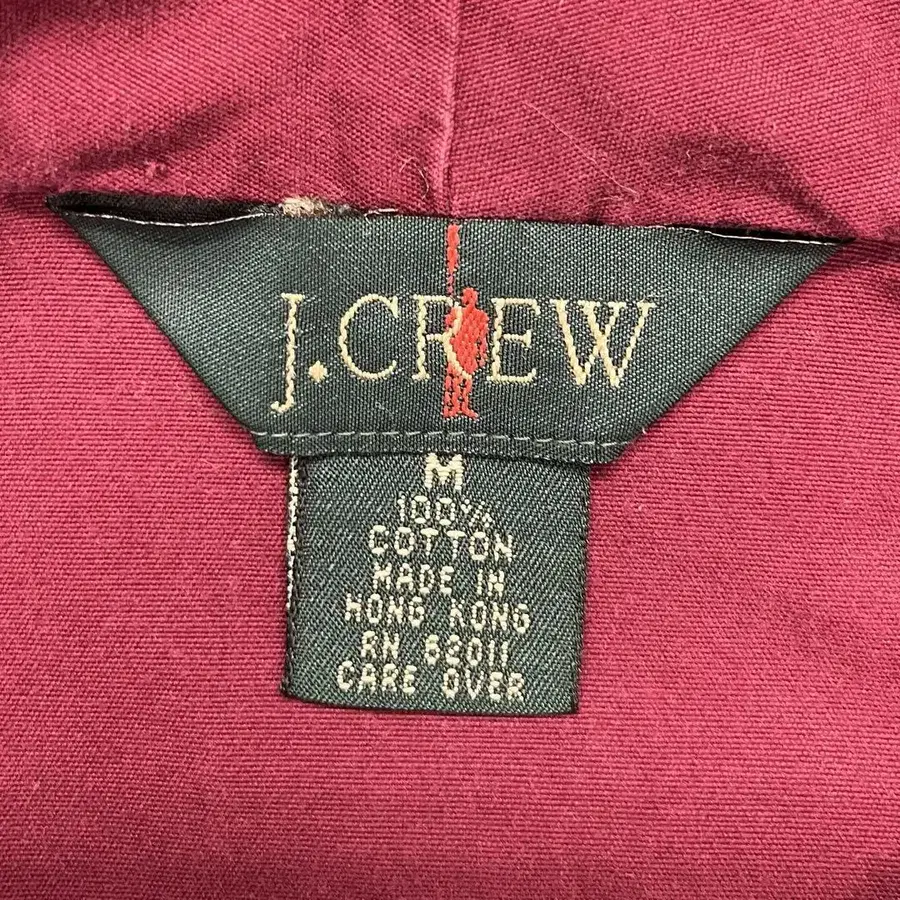 J.CREW
M
100%
COTTON
MADE IN
HONG KONG
RN 62011
CARE OVER